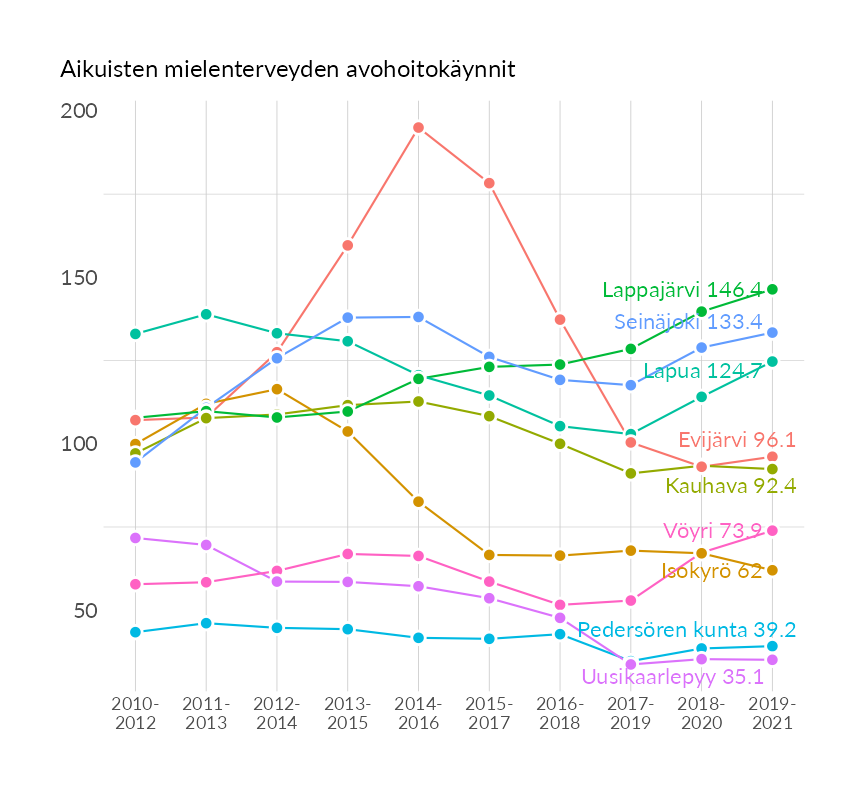 Aikuisten mielenterveyden avohoitokäynnit
200
150
100
50
Lappajärvi 146.4
Seinäjoki 133.4
Lapua 124.7
Evijärvi 96.1
Kauhava 92.4
Vöyri 73.9
Isokyrö 62
Pedersören kunta 39.2
Uusikaarlepyy 35.1
2010- 2011- 2012- 2013- 2014- 2015- 2016- 2017- 2018- 2019-
2012 2013 2014 2015 2016 2017 2018 2019 2020 2021